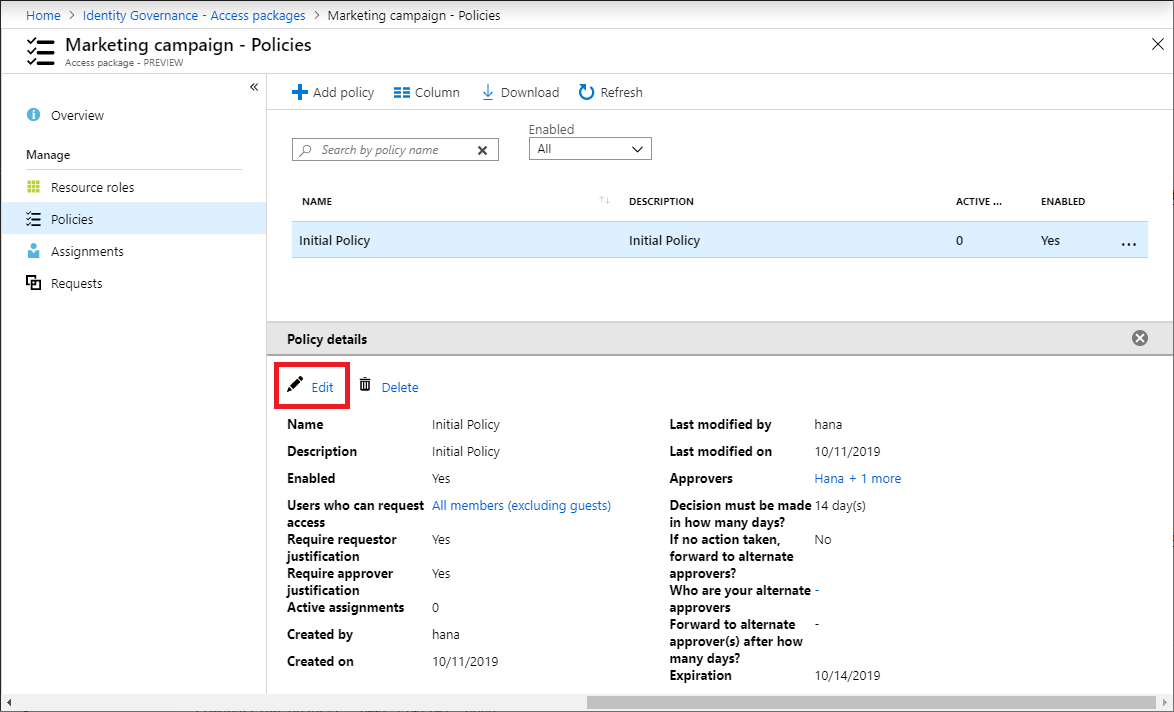 Home > Identity Governance - Access packages > Marketing campaign - Policies
Marketing campaign - Policies
Access package - PREVIEW
«
Overview
Manage
Resource roles
Policies
Assignments
Requests
Add policy Column Download Refresh
Enabled
Search by policy name All
NAME DESCRIPTION ACTIVE ... ENABLED
Initial Policy Initial Policy 0 Yes ...
Policy details
Edit Delete
Name Initial Policy
Description Initial Policy
Enabled Yes
Users who can request All members (excluding guests)
access
Require requestor Yes
justification
Require approver Yes
justification
Active assignments 0
Created by hana
Created on 10/11/2019
Last modified by hana
Last modified on 10/11/2019
Approvers Hana + 1 more
Decision must be made 14 day(s)
in how many days?
If no action taken, No
forward to alternate
approvers?
Who are your alternate -
approvers
Forward to alternate -
approver(s) after how
many days?
Expiration 10/14/2019